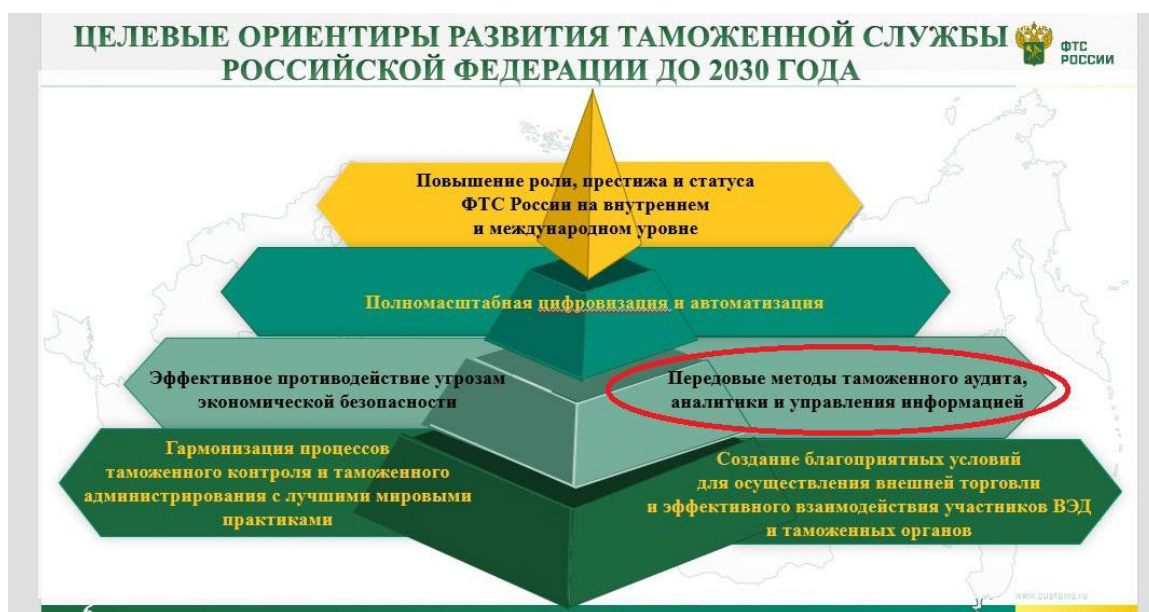 ЦЕЛЕВЫЕ ОРИЕНТИРЫ РАЗВИТИЯ ТАМОЖЕННОЙ СЛУЖБЫ
РОССИЙСКОЙ ФЕДЕРАЦИИ ДО 2030 ГОДА
ФТС
РОССИИ
Повышение роли, престижа и статуса
ФТС России на внутреннем
и международном уровне
Полномасштабная цифровизация и автоматизация
Эффективное противодействие угрозам
экономической безопасности
Передовые методы таможенного аудита,
аналитики и управления информацией
Гармонизация процессов
таможенного контроля и таможенного
администрирования с лучшими мировыми
практиками
Создание благоприятных условий
для осуществления внешней торговли
и эффективного взаимодействия участников ВЭД
и таможенных органов
www.customs.ru